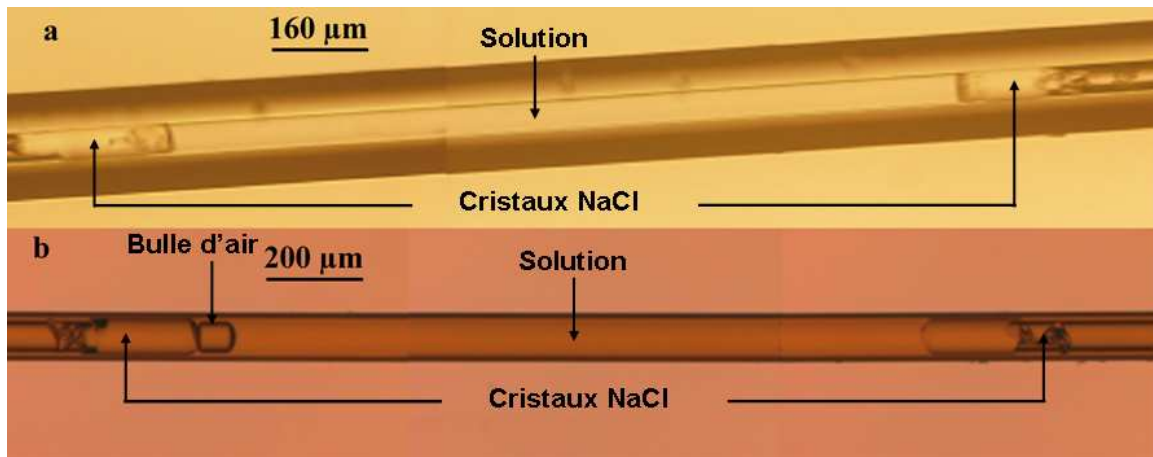 a
160 µm
Solution
Cristaux NaCl
b
Bulle d'air
200 µm
Solution
Cristaux NaCl